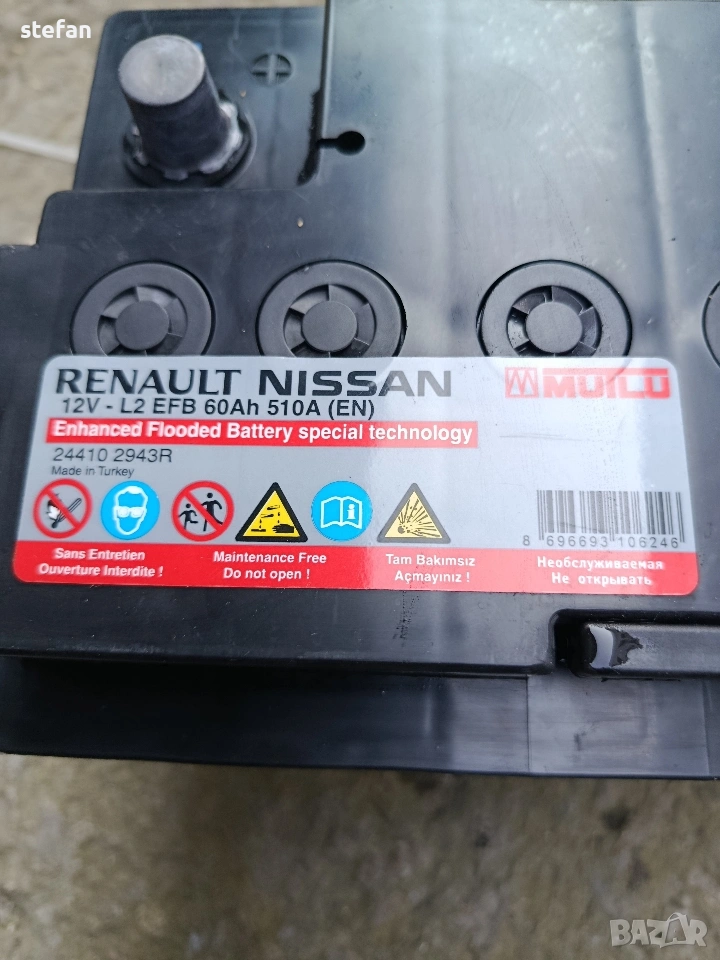 stefan
+
RENAULT NISSAN
MUTLU
12V - L2 EFB 60Ah 510A (EN)
Enhanced Flooded Battery special technology
24410 2943R
Made in Turkey
8 696693 106246
Sans Entretien
Ouverture Interdite !
Maintenance Free
Do not open !
Tam Bakımsız
Açmayınız !
Необслуживаемая
Не открывать
BAZAR